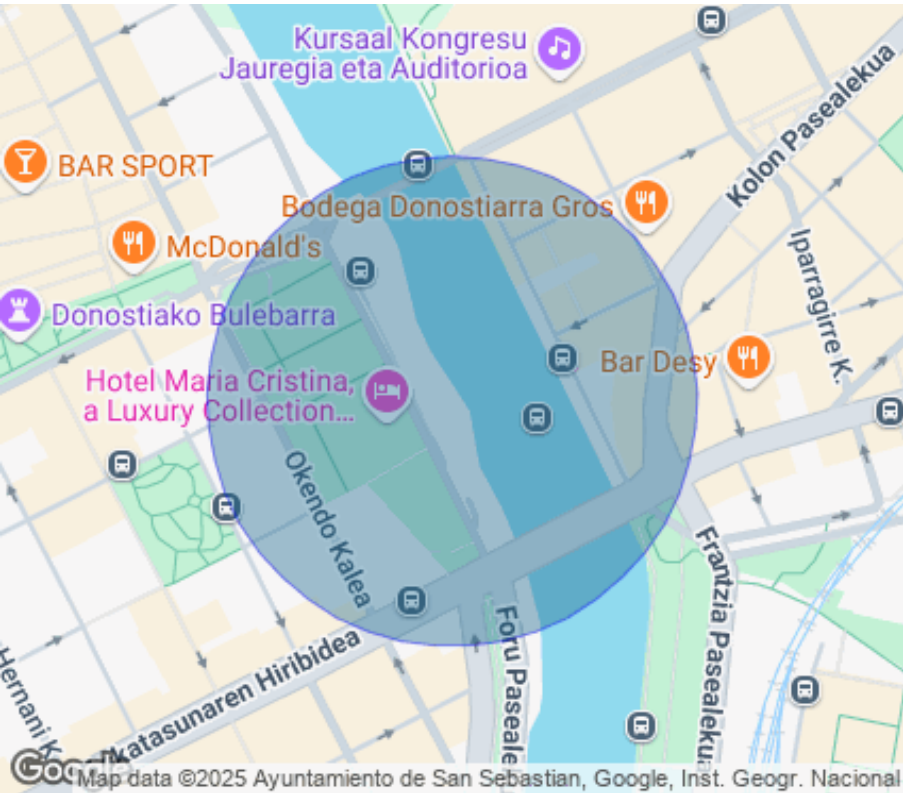 Kursaal Kongresu
Jauregia eta Auditorioa
Kolon Pasealekua
BAR SPORT
Bodega Donostiarra Gros
McDonald's
Iparragirre K.
Donostiako Bulebarra
Bar Desy
Hotel Maria Cristina,
a Luxury Collection...
Okendo Kalea
Frantzia Pasealekua
Foru Paseale
Hernani K
katasunaren Hiribidea
Google
Map data ©2025 Ayuntamiento de San Sebastian, Google, Inst. Geogr. Nacional